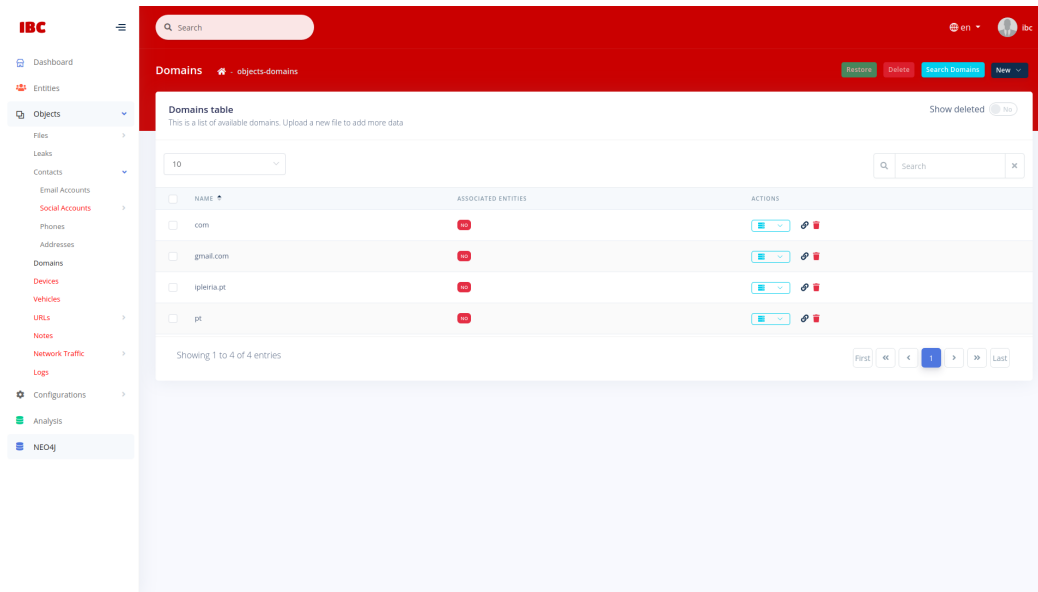 IBC
Search
en
ibc
Dashboard
Entities
Objects
Files
Leaks
Contacts
Email Accounts
Social Accounts
Phones
Addresses
Domains
Devices
Vehicles
URLs
Notes
Network Traffic
Logs
Configurations
Analysis
NEO4J
Domains - objects-domains
Restore Delete Search Domains New
Domains table
This is a list of available domains. Upload a new file to add more data
Show deleted No
10
Search
NAME ASSOCIATED ENTITIES ACTIONS
com NO
gmail.com NO
ipleiria.pt NO
pt NO
Showing 1 to 4 of 4 entries
First « ‹ 1 › » Last